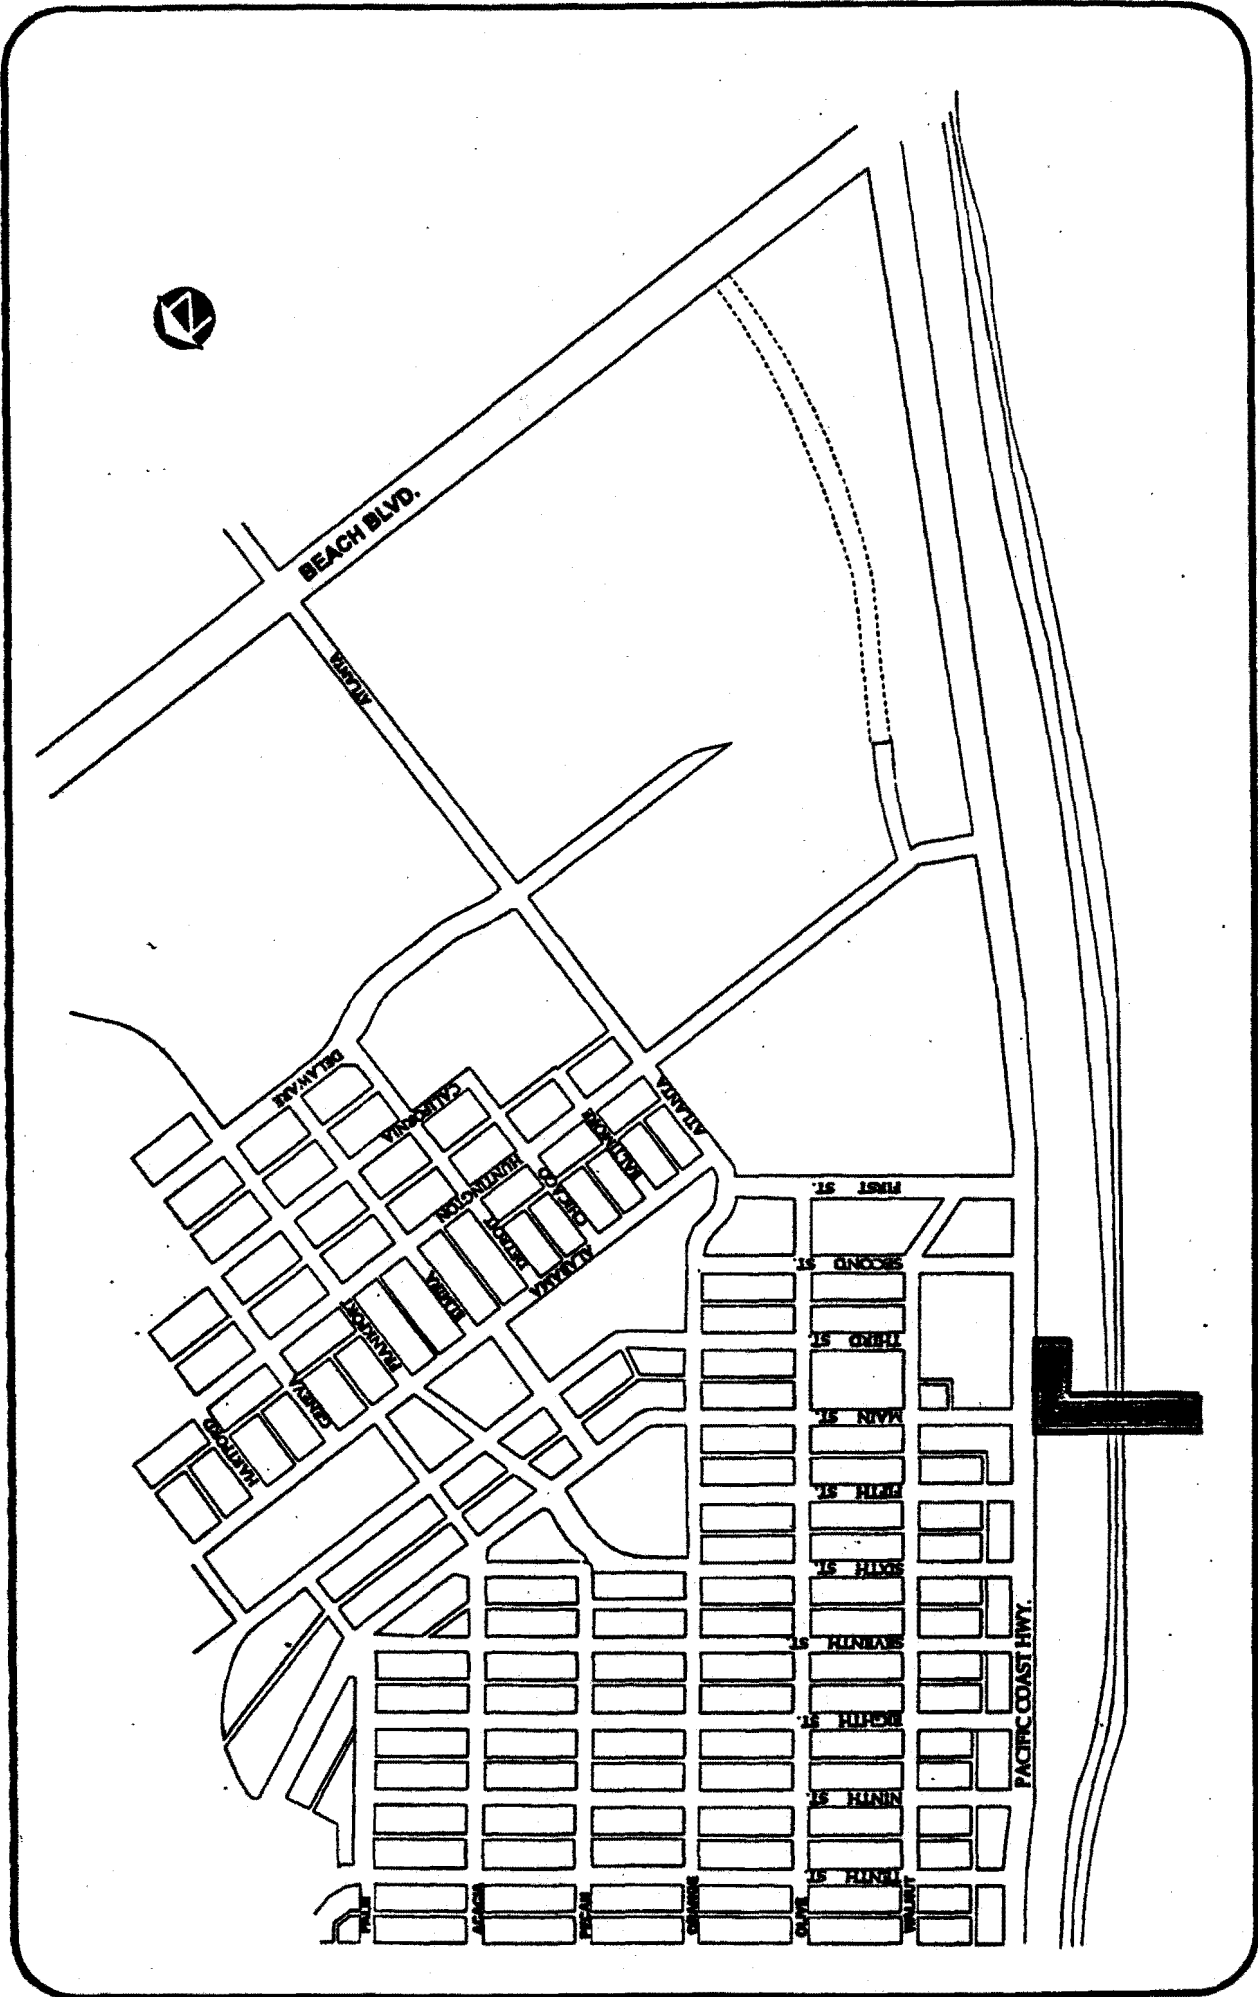 BEACH BLVD.
ATLANTA
DELAWARE
CALIFORNIA
HUNTINGTON
ATLANTA
BALTIMORE
CHICAGO
CHICAGO
DETROIT
ALABAMA
ELMIRA
FRANKFORT
GENEVA
HARTFORD
FIRST ST.
SECOND ST.
THIRD ST.
MAIN ST.
FIFTH ST.
SIXTH ST.
SEVENTH ST.
EIGHTH ST.
NINTH ST.
TENTH ST.
PACIFIC COAST HWY.
PALM
ACACIA
PECAN
ORANGE
OLIVE
WALNUT